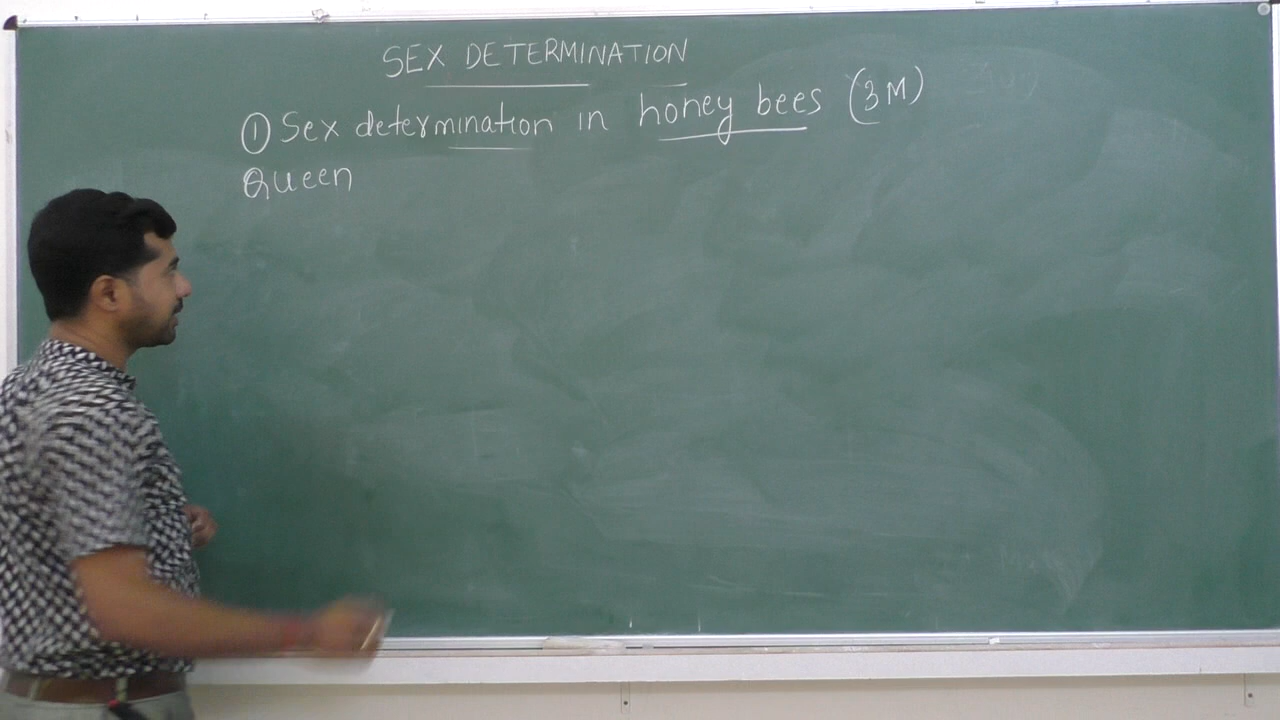 SEX DETERMINATION
① Sex determination in honey bees (3M)
Queen